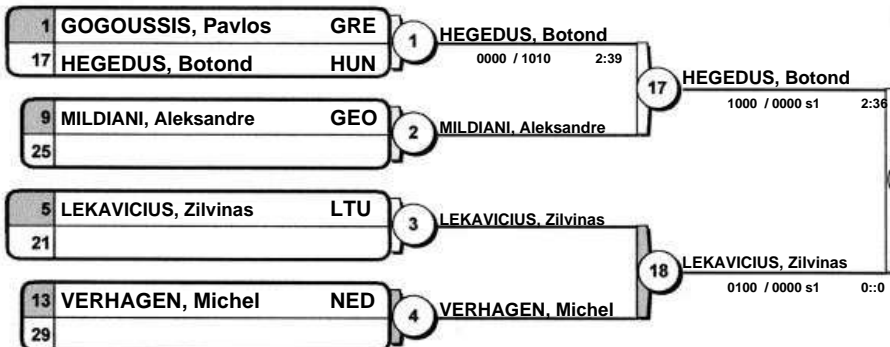 1 GOGOUSSIS, Pavlos GRE
17 HEGEDUS, Botond HUN
1
HEGEDUS, Botond
0000 / 1010 2:39
9 MILDIANI, Aleksandre GEO
25
2
MILDIANI, Aleksandre
17
HEGEDUS, Botond
1000 / 0000 s1 2:36
5 LEKAVICIUS, Zilvinas LTU
21
3
LEKAVICIUS, Zilvinas
13 VERHAGEN, Michel NED
29
4
VERHAGEN, Michel
18
LEKAVICIUS, Zilvinas
0100 / 0000 s1 0::0